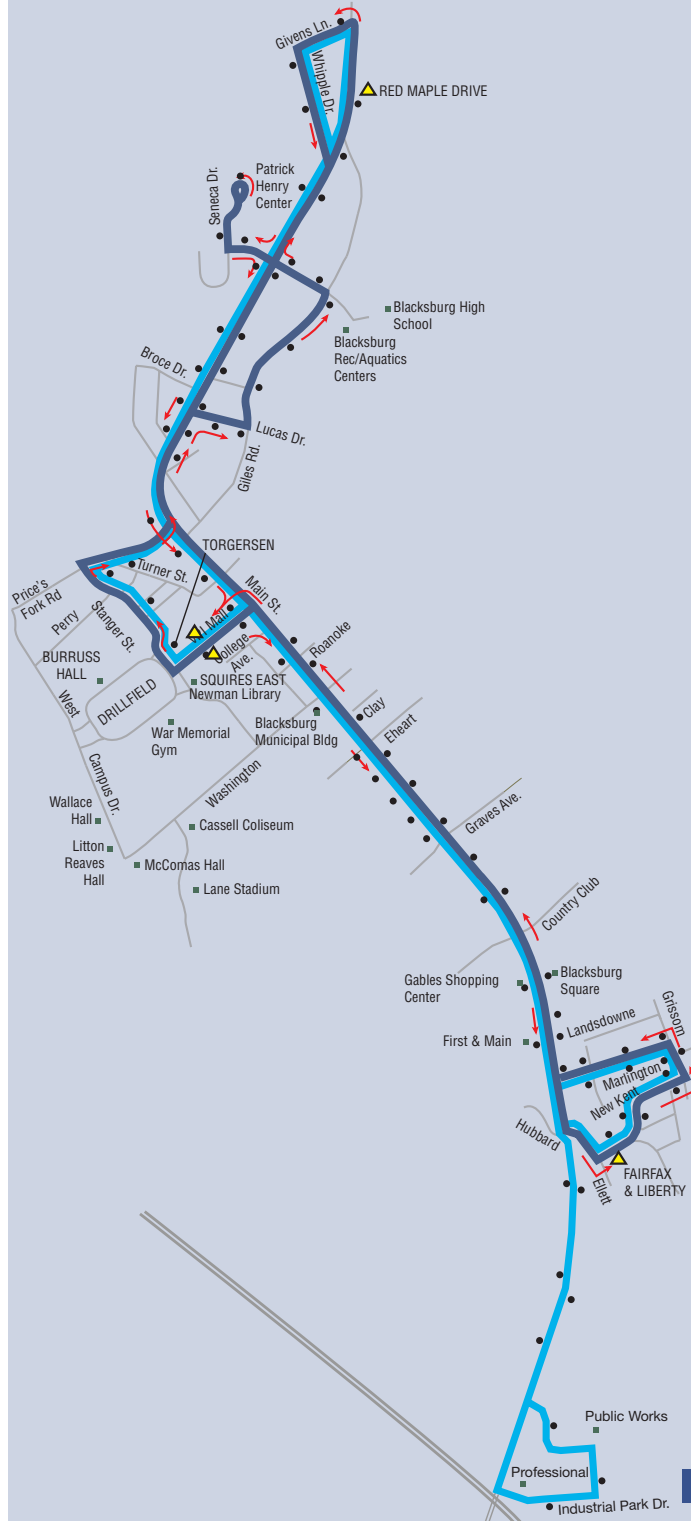 Givens Ln.
Whipple Dr.
RED MAPLE DRIVE
Patrick
Henry
Center
Seneca Dr.
Blacksburg High
School
Blacksburg
Rec/Aquatics
Centers
Broce Dr.
Lucas Dr.
Giles Rd.
TORGERSEN
Turner St.
Price's
Fork Rd
Main St.
Perry
Stanger St.
Mall
College
Ave.
Roanoke
BURRUSS
HALL
SQUIRES EAST
Newman Library
DRILLFIELD
West
Campus Dr.
War Memorial
Gym
Blacksburg
Municipal Bldg
Clay
Eheart
Washington
Wallace
Hall
Cassell Coliseum
Graves Ave.
Litton
Reaves
Hall
McComas Hall
Lane Stadium
Country Club
Gables Shopping
Center
Blacksburg
Square
Landsdowne
Grissom
First & Main
Marlington
New Kent
Hubbard
Ellett
FAIRFAX
& LIBERTY
Public Works
Professional
Industrial Park Dr.